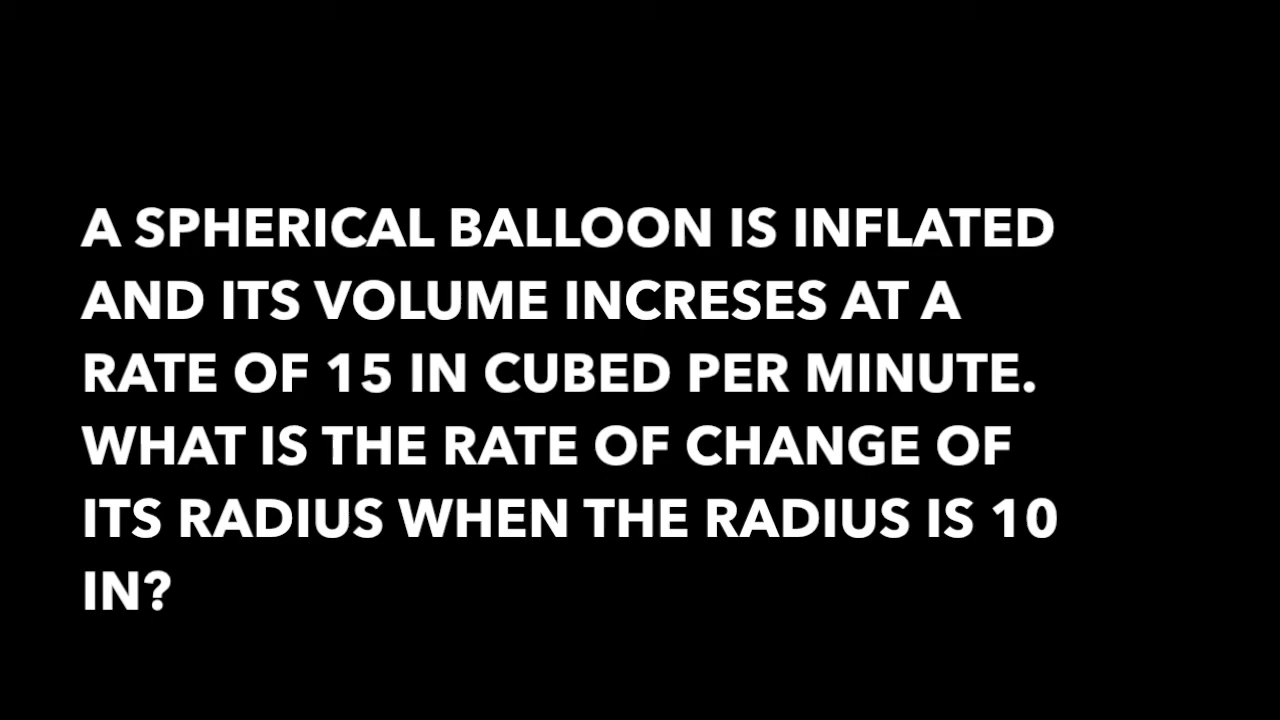 A SPHERICAL BALLOON IS INFLATED
AND ITS VOLUME INCRESES AT A
RATE OF 15 IN CUBED PER MINUTE.
WHAT IS THE RATE OF CHANGE OF
ITS RADIUS WHEN THE RADIUS IS 10
IN?